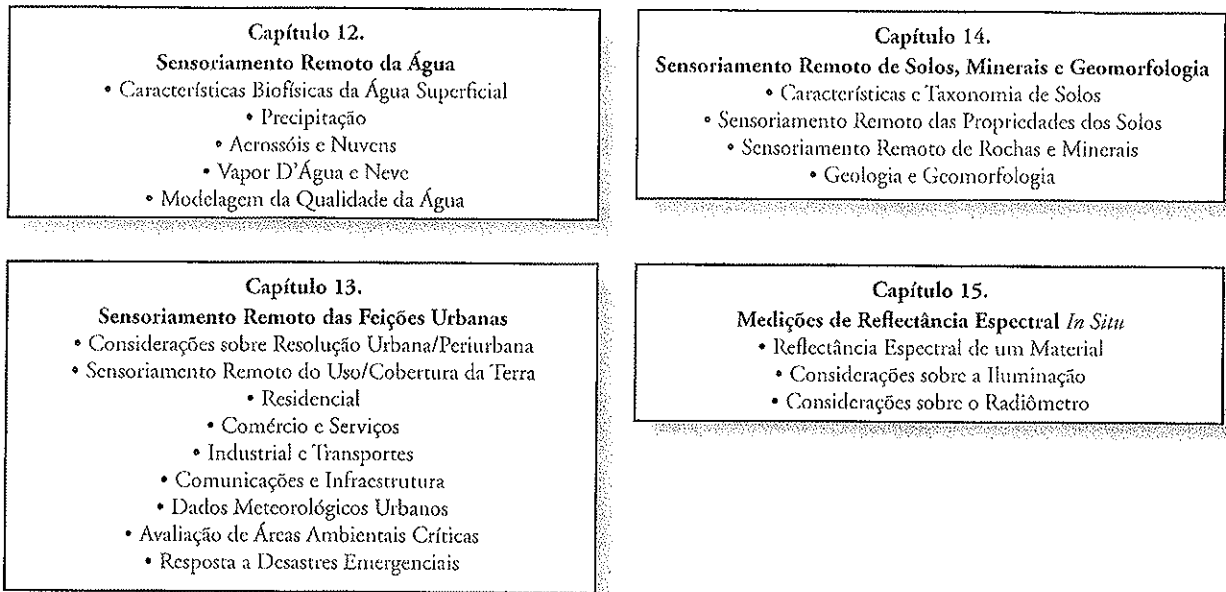 Capítulo 12.
Sensoriamento Remoto da Água
• Características Biofísicas da Água Superficial
• Precipitação
• Aerossóis e Nuvens
• Vapor D'Água e Neve
• Modelagem da Qualidade da Água
Capítulo 13.
Sensoriamento Remoto das Feições Urbanas
• Considerações sobre Resolução Urbana/Periurbana
• Sensoriamento Remoto do Uso/Cobertura da Terra
• Residencial
• Comércio e Serviços
• Industrial e Transportes
• Comunicações e Infraestrutura
• Dados Meteorológicos Urbanos
• Avaliação de Áreas Ambientais Críticas
• Resposta a Desastres Emergenciais
Capítulo 14.
Sensoriamento Remoto de Solos, Minerais e Geomorfologia
• Características e Taxonomia de Solos
• Sensoriamento Remoto das Propriedades dos Solos
• Sensoriamento Remoto de Rochas e Minerais
• Geologia e Geomorfologia
Capítulo 15.
Medições de Reflectância Espectral In Situ
• Reflectância Espectral de um Material
• Considerações sobre a Iluminação
• Considerações sobre o Radiômetro